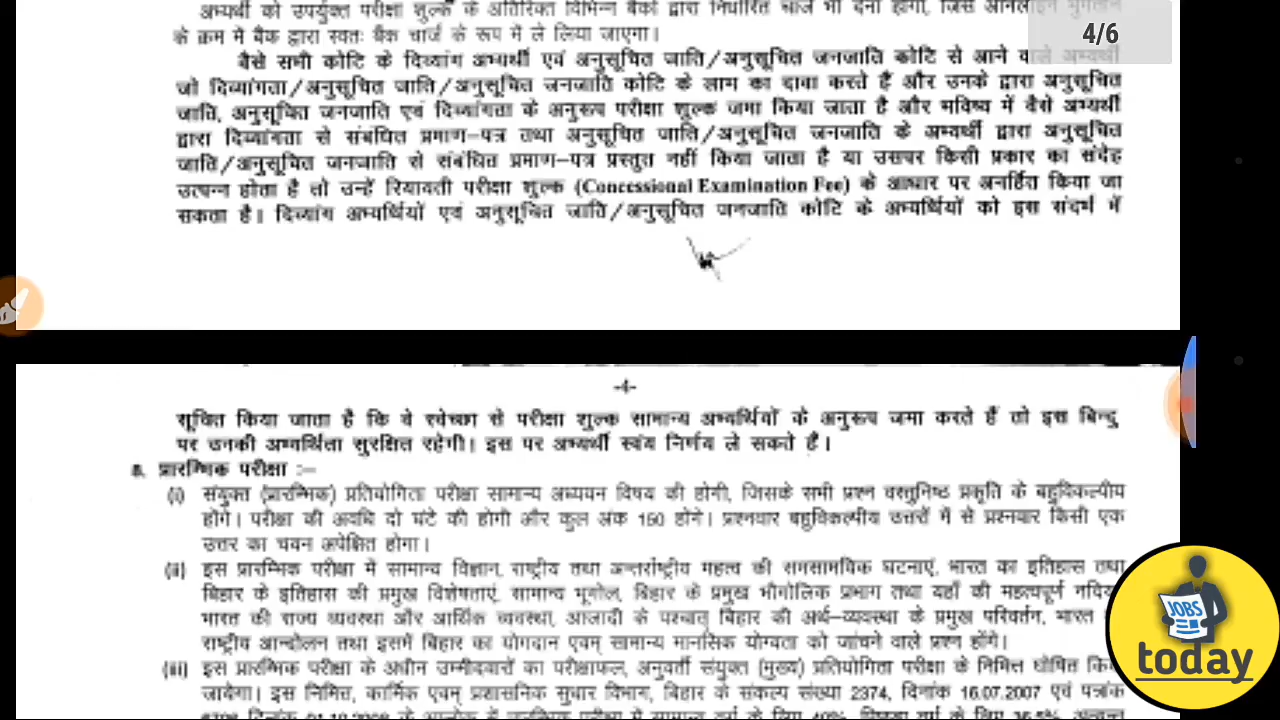 अभ्यर्थी को उपर्युक्त परीक्षा शुल्क के अतिरिक्त विभिन्न बैंकों द्वारा निर्धारित चार्ज भी देना होगा, जिसे ऑनलाइन भुगतान
के क्रम में बैंक द्वारा स्वतः बैंक चार्ज के रूप में ले लिया जाएगा।
4/6
वैसे सभी कोटि के दिव्यांग अभ्यर्थी एवं अनुसूचित जाति/अनुसूचित जनजाति कोटि से आने वाले अभ्यर्थी
जो दिव्यांगता/अनुसूचित जाति/अनुसूचित जनजाति कोटि के लाभ का दावा करते हैं और उनके द्वारा अनुसूचित
जाति, अनुसूचित जनजाति एवं दिव्यांगता के अनुरूप परीक्षा शुल्क जमा किया जाता है और भविष्य में वैसे अभ्यर्थी
द्वारा दिव्यांगता से संबधित प्रमाण-पत्र तथा अनुसूचित जाति/अनुसूचित जनजाति के अभ्यर्थी द्वारा अनुसूचित
जाति/अनुसूचित जनजाति से संबंधित प्रमाण-पत्र प्रस्तुत नहीं किया जाता है या उसपर किसी प्रकार का संदेह
उत्पन्न होता है तो उन्हें रियायती परीक्षा शुल्क (Concessional Examination Fee) के आधार पर अनर्हित किया जा
सकता है। दिव्यांग अभ्यर्थियों एवं अनुसूचित जाति/अनुसूचित जनजाति कोटि के अभ्यर्थियों को इस संदर्भ में
-4-
सूचित किया जाता है कि वे स्वेच्छा से परीक्षा शुल्क सामान्य अभ्यर्थियों के अनुरूप जमा करते हैं तो इस बिन्दु
पर उनकी अभ्यर्थिता सुरक्षित रहेगी। इस पर अभ्यर्थी स्वंय निर्णय ले सकते हैं।
8. प्रारम्भिक परीक्षा :-
(i) संयुक्त (प्रारम्भिक) प्रतियोगिता परीक्षा सामान्य अध्ययन विषय की होगी, जिसके सभी प्रश्न वस्तुनिष्ठ प्रकृति के बहुविकल्पीय
होंगे। परीक्षा की अवधि दो घंटे की होगी और कुल अंक 150 होंगे। प्रश्नवार बहुविकल्पीय उत्तरों में से प्रश्नवार किसी एक
उत्तर का चयन अपेक्षित होगा।
(ii) इस प्रारम्भिक परीक्षा में सामान्य विज्ञान, राष्ट्रीय तथा अन्तर्राष्ट्रीय महत्व की समसामयिक घटनाएं, भारत का इतिहास तथा
बिहार के इतिहास की प्रमुख विशेषताएं, सामान्य भूगोल, बिहार के प्रमुख भौगोलिक प्रभाग तथा यहाँ की महत्वपूर्ण
भारत की राज्य व्यवस्था और आर्थिक व्यवस्था, आजादी के पश्चात् बिहार की अर्थ-व्यवस्था के प्रमुख परिवर्तन, भारत
राष्ट्रीय आन्दोलन तथा इसमें बिहार का योगदान एवम् सामान्य मानसिक योग्यता को जांचने वाले प्रश्न होंगे।
(iii) इस प्रारम्भिक परीक्षा के अधीन उम्मीदवारों का परीक्षाफल, अनुवर्ती संयुक्त (मुख्य) प्रतियोगिता परीक्षा के निमित्त घोषित
जायेगा। इस निमित्त, कार्मिक एवम् प्रशासनिक सुधार विभाग, बिहार के संकल्प संख्या 2374, दिनांक 16.07.2007 एवं पत्रांक
JOBS
today